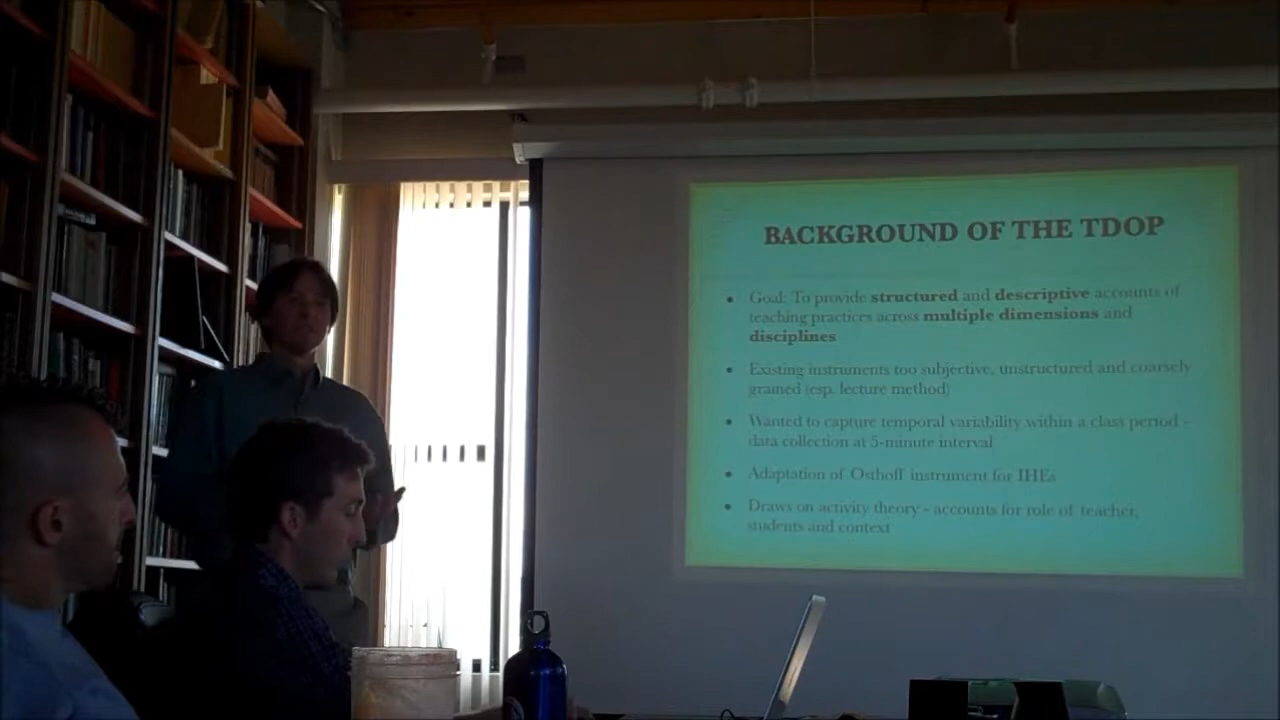 BACKGROUND OF THE TDOP
• Goal: To provide structured and descriptive accounts of
teaching practices across multiple dimensions and
disciplines
• Existing instruments too subjective, unstructured and coarsely
grained (esp. lecture method)
• Wanted to capture temporal variability within a class period -
data collection at 5-minute interval
• Adaptation of Osthoff instrument for IHEs
• Draws on activity theory - accounts for role of teacher,
students and context